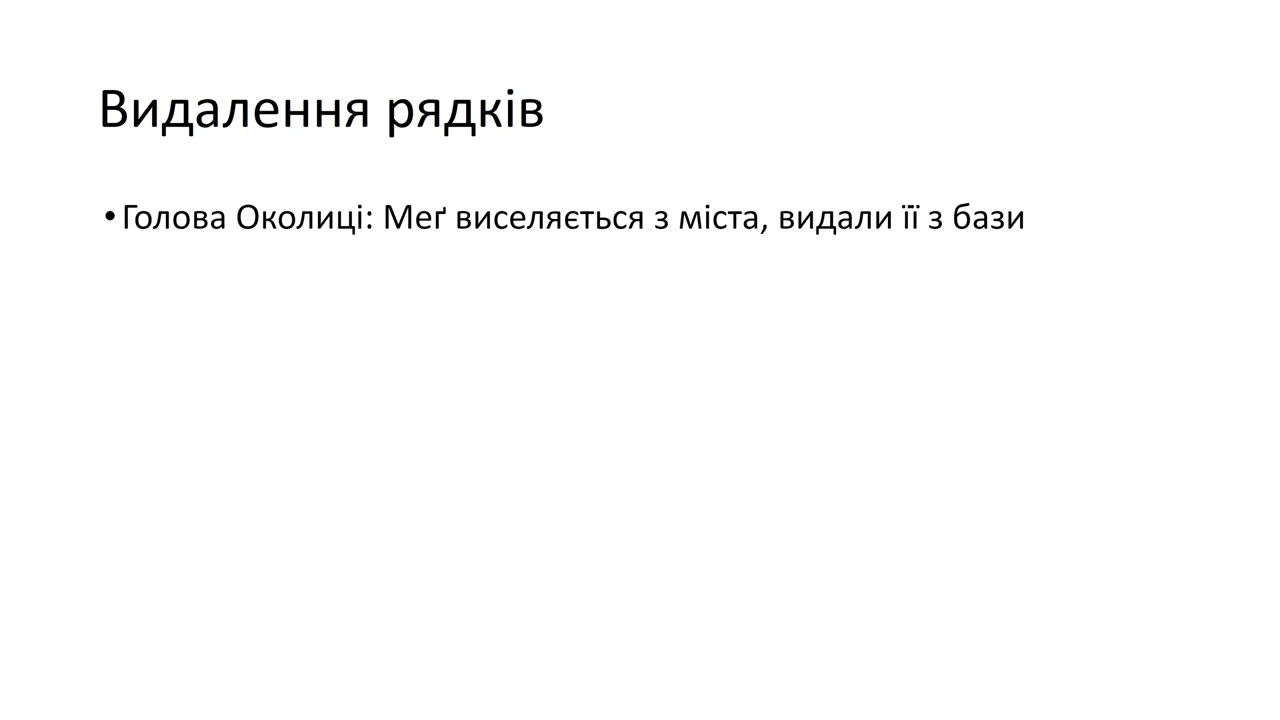 Видалення рядків
•Голова Околиці: Меґ виселяється з міста, видали її з бази